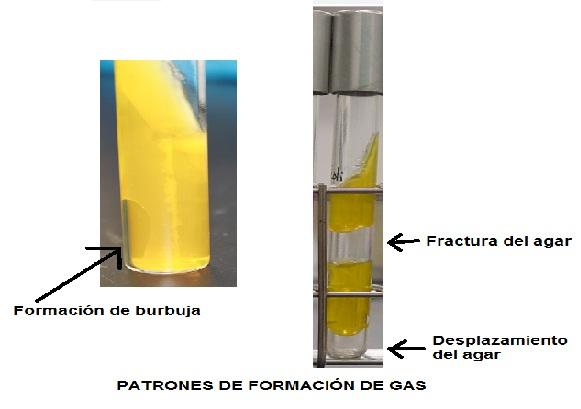 Fractura del agar
Formación de burbuja
Desplazamiento
del agar
PATRONES DE FORMACIÓN DE GAS